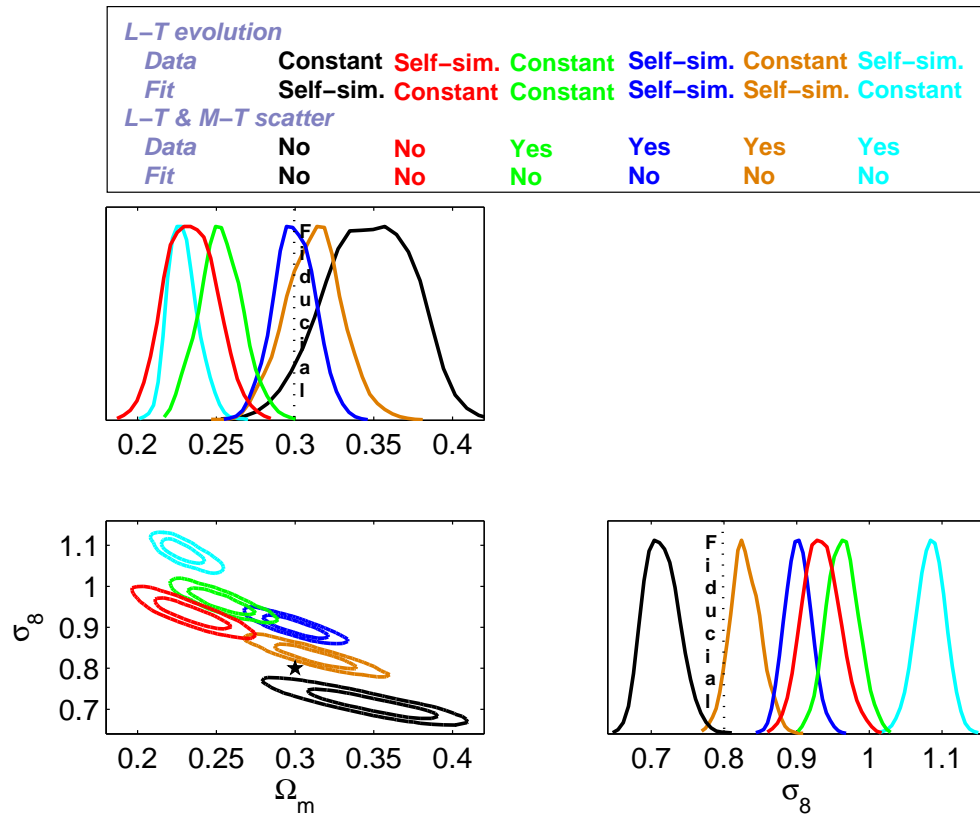 L–T evolution
Data Constant Self–sim. Constant Self–sim. Constant Self–sim.
Fit Self–sim. Constant Constant Self–sim. Self–sim. Constant
L–T & M–T scatter
Data No No Yes Yes Yes Yes
Fit No No No No No No
Fiducial
0.2 0.25 0.3 0.35 0.4
1.1
1
0.9
0.8
0.7
σ8
0.2 0.25 0.3 0.35 0.4
Ωm
Fiducial
0.7 0.8 0.9 1 1.1
σ8